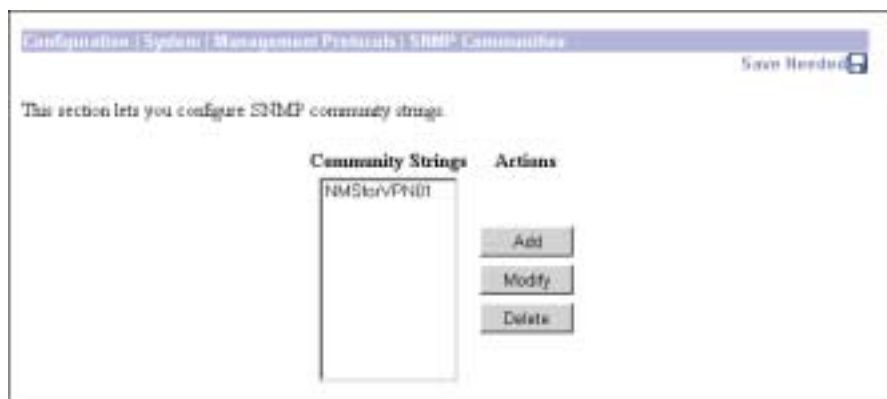 Configuration | System | Management Protocols | SNMP Communities
Save Needed
This section lets you configure SNMP community strings.
Community Strings Actions
NMSforVPN01
Add
Modify
Delete